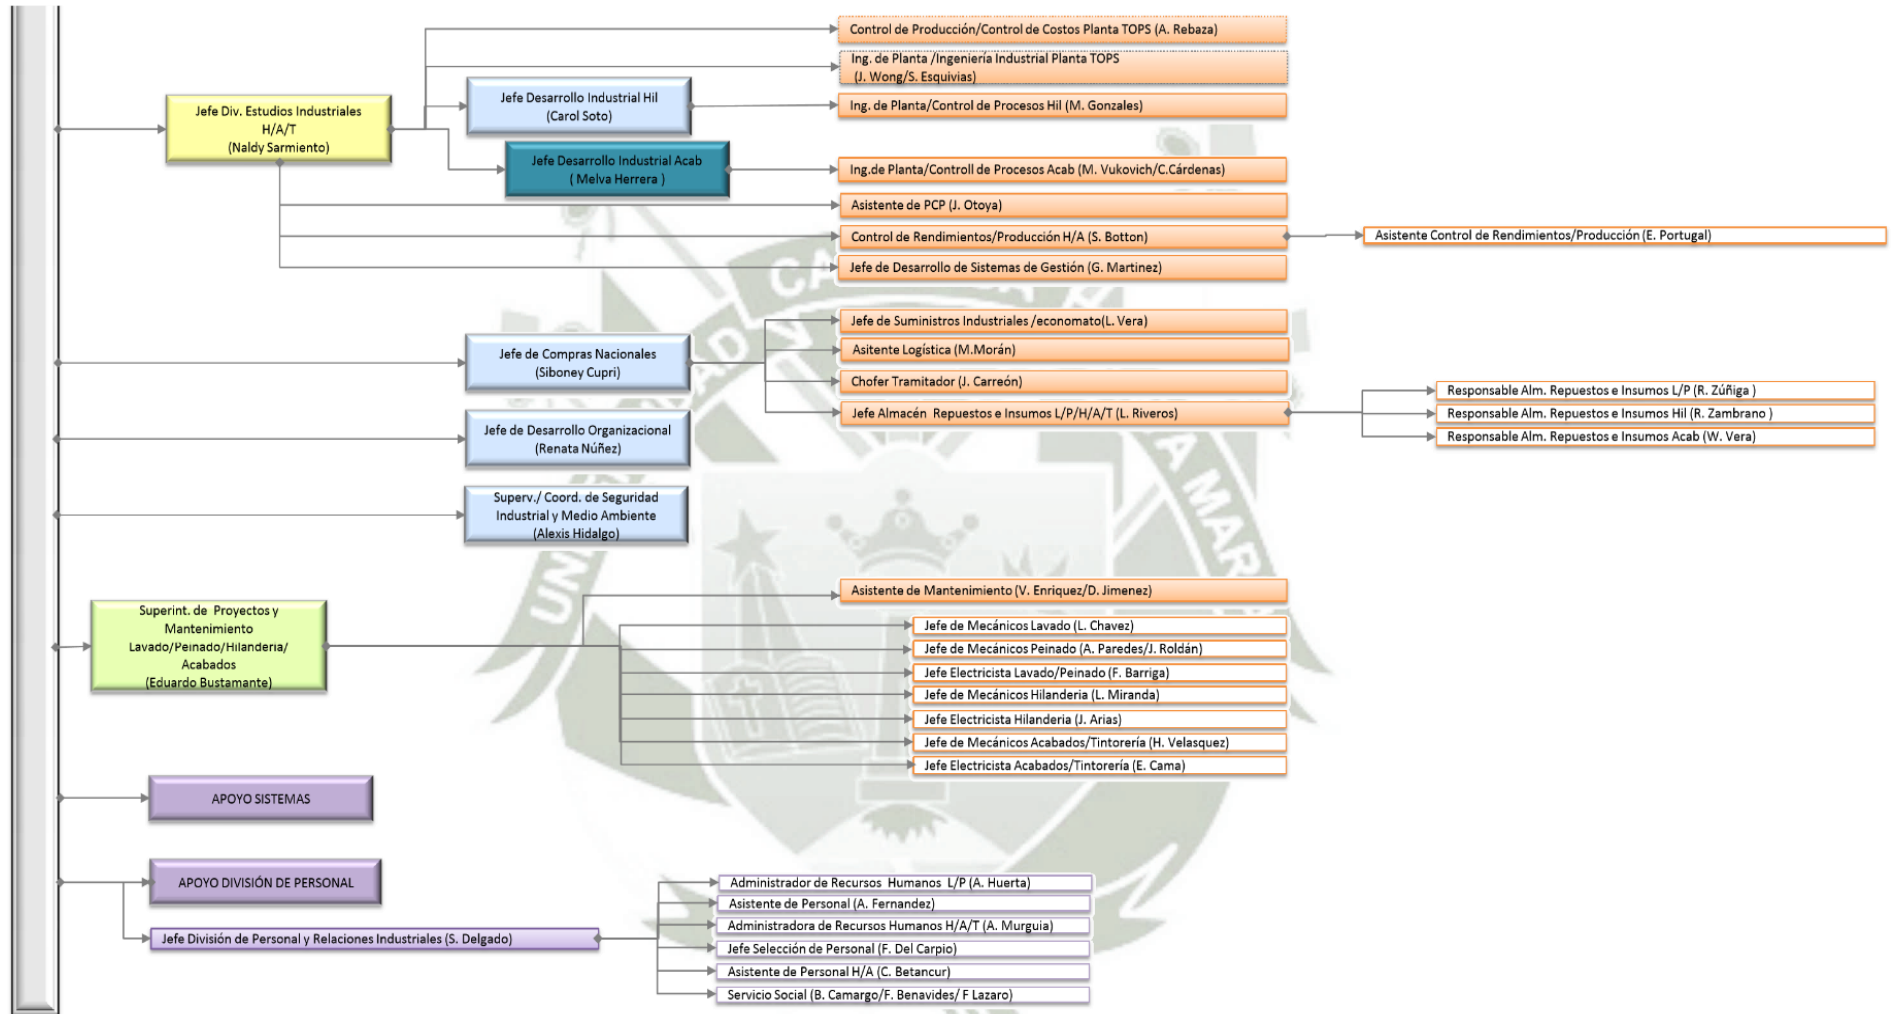 Control de Producción/Control de Costos Planta TOPS (A. Rebaza)
Ing. de Planta /Ingeniería Industrial Planta TOPS
(J. Wong/S. Esquivias)
Jefe Desarrollo Industrial Hil
(Carol Soto)
Ing. de Planta/Control de Procesos Hil (M. Gonzales)
Jefe Div. Estudios Industriales
H/A/T
(Naldy Sarmiento)
Jefe Desarrollo Industrial Acab
( Melva Herrera )
Ing.de Planta/Controll de Procesos Acab (M. Vukovich/C.Cárdenas)
Asistente de PCP (J. Otoya)
Control de Rendimientos/Producción H/A (S. Botton)
Asistente Control de Rendimientos/Producción (E. Portugal)
Jefe de Desarrollo de Sistemas de Gestión (G. Martinez)
Jefe de Compras Nacionales
(Siboney Cupri)
Jefe de Suministros Industriales /economato(L. Vera)
Asitente Logística (M.Morán)
Chofer Tramitador (J. Carreón)
Jefe Almacén Repuestos e Insumos L/P/H/A/T (L. Riveros)
Responsable Alm. Repuestos e Insumos L/P (R. Zúñiga )
Responsable Alm. Repuestos e Insumos Hil (R. Zambrano )
Responsable Alm. Repuestos e Insumos Acab (W. Vera)
Jefe de Desarrollo Organizacional
(Renata Núñez)
Superv./ Coord. de Seguridad
Industrial y Medio Ambiente
(Alexis Hidalgo)
Superint. de Proyectos y
Mantenimiento
Lavado/Peinado/Hilanderia/
Acabados
(Eduardo Bustamante)
Asistente de Mantenimiento (V. Enriquez/D. Jimenez)
Jefe de Mecánicos Lavado (L. Chavez)
Jefe de Mecánicos Peinado (A. Paredes/J. Roldán)
Jefe Electricista Lavado/Peinado (F. Barriga)
Jefe de Mecánicos Hilanderia (L. Miranda)
Jefe Electricista Hilanderia (J. Arias)
Jefe de Mecánicos Acabados/Tintorería (H. Velasquez)
Jefe Electricista Acabados/Tintorería (E. Cama)
APOYO SISTEMAS
APOYO DIVISIÓN DE PERSONAL
Jefe División de Personal y Relaciones Industriales (S. Delgado)
Administrador de Recursos Humanos L/P (A. Huerta)
Asistente de Personal (A. Fernandez)
Administradora de Recursos Humanos H/A/T (A. Murguia)
Jefe Selección de Personal (F. Del Carpio)
Asistente de Personal H/A (C. Betancur)
Servicio Social (B. Camargo/F. Benavides/ F Lazaro)